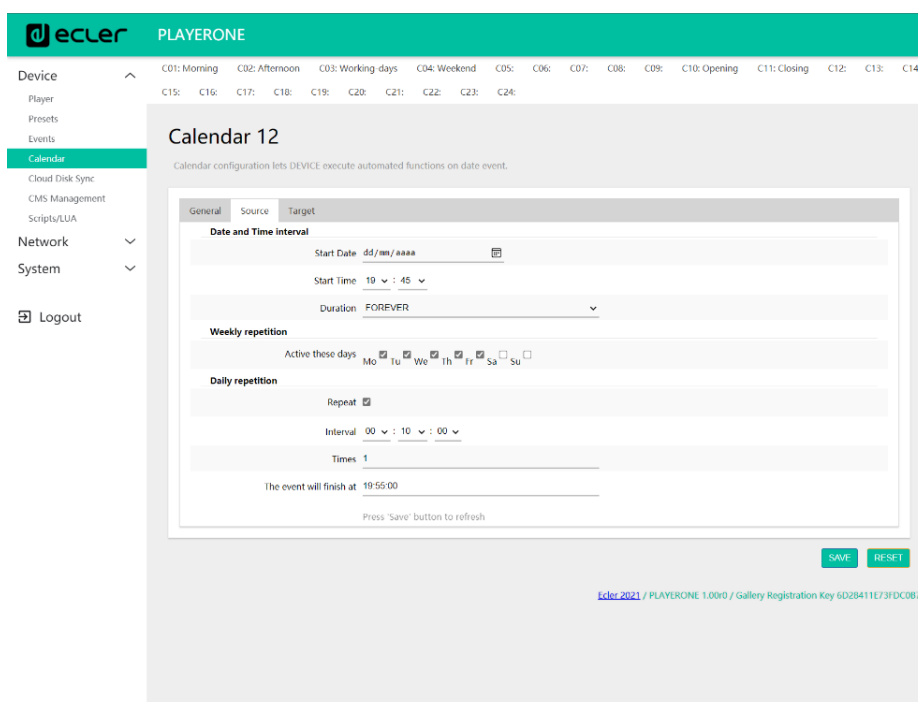 ecler PLAYERONE
C01: Morning C02: Afternoon C03: Working-days C04: Weekend C05: C06: C07: C08: C09: C10: Opening C11: Closing C12: C13: C14
C15: C16: C17: C18: C19: C20: C21: C22: C23: C24:
Device
Player
Presets
Events
Calendar
Cloud Disk Sync
CMS Management
Scripts/LUA
Network
System
Logout
Calendar 12
Calendar configuration lets DEVICE execute automated functions on date event.
General Source Target
Date and Time interval
Start Date dd/mm/aaaa
Start Time 19 : 45
Duration FOREVER
Weekly repetition
Active these days Mo Tu We Th Fr Sa Su
Daily repetition
Repeat
Interval 00 : 10 : 00
Times 1
The event will finish at 19:55:00
Press 'Save' button to refresh
SAVE RESET
Ecler 2021 / PLAYERONE 1.00r0 / Gallery Registration Key 6D28411E73FDC0B7